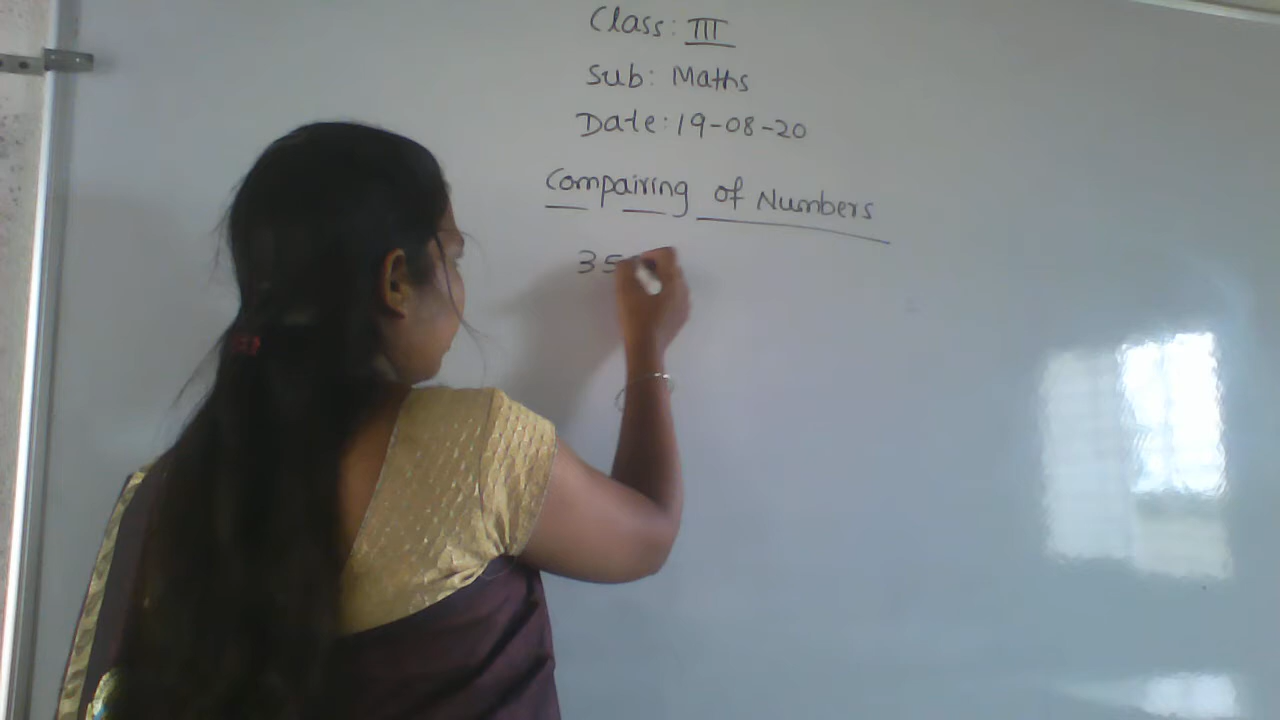 Class: III
Sub: Maths
Date: 19-08-20
Compairing of Numbers
35